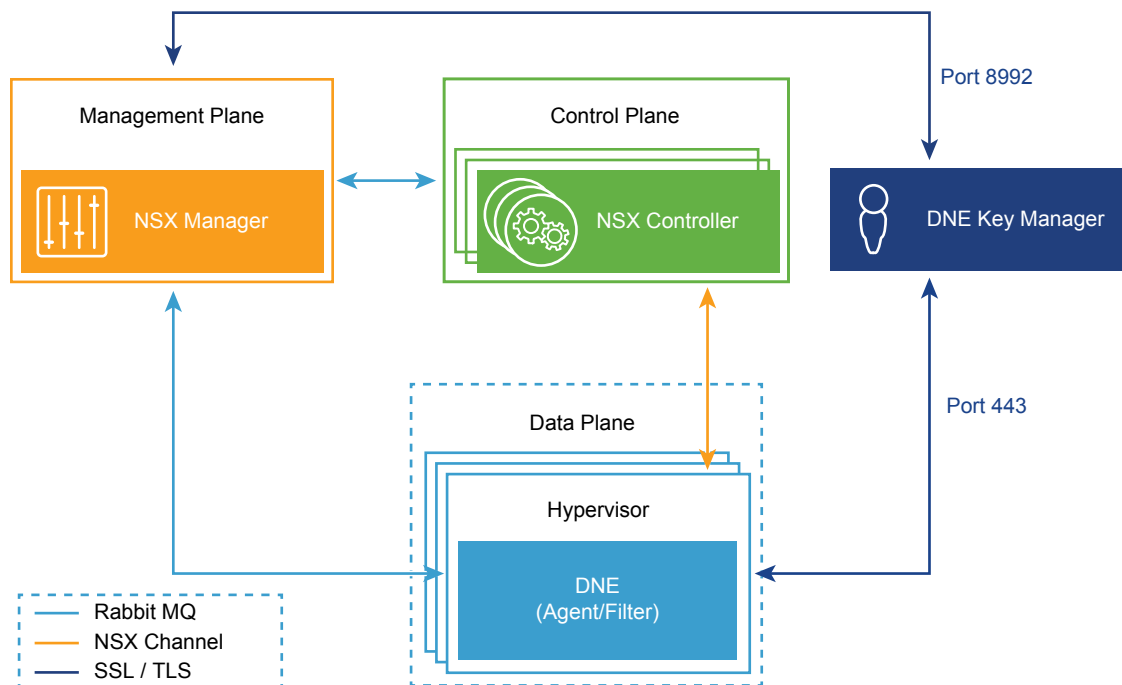 Port 8992
Management Plane
Control Plane
NSX Manager
NSX Controller
DNE Key Manager
Port 443
Data Plane
Hypervisor
DNE
(Agent/Filter)
Rabbit MQ
NSX Channel
SSL / TLS